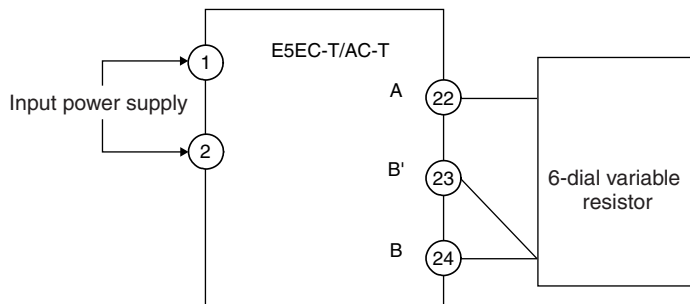 E5EC-T/AC-T
1
Input power supply
2
A
22
B'
23
B
24
6-dial variable
resistor